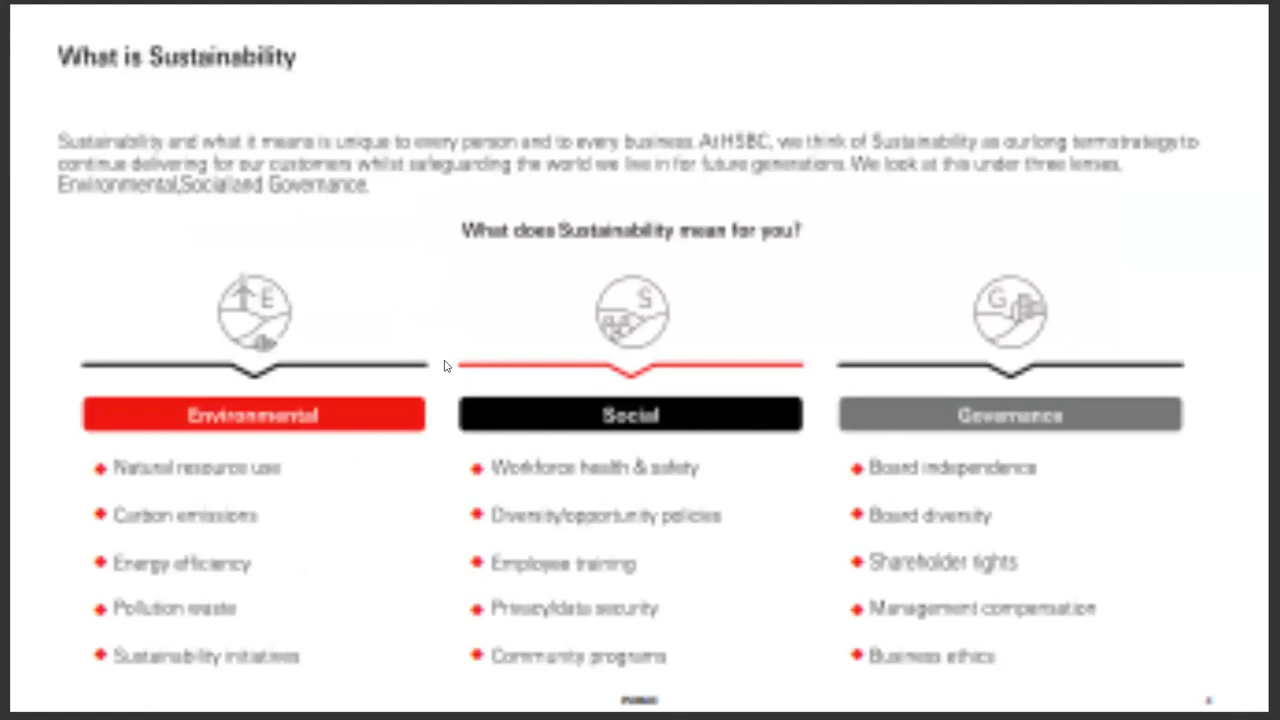 What is Sustainability
Sustainability and what it means is unique to every person and to every business. At HSBC, we think of Sustainability as our long term strategy to
continue delivering for our customers whilst safeguarding the world we live in for future generations. We look at this under three lenses,
Environmental, Social and Governance.
What does Sustainability mean for you?
E
S
G
Environmental
Social
Governance
Natural resource use
Workforce health & safety
Board independence
Carbon emissions
Diversity/opportunity policies
Board diversity
Energy efficiency
Employee training
Shareholder rights
Pollution waste
Privacy/data security
Management compensation
Sustainability initiatives
Community programs
Business ethics
PUBLIC